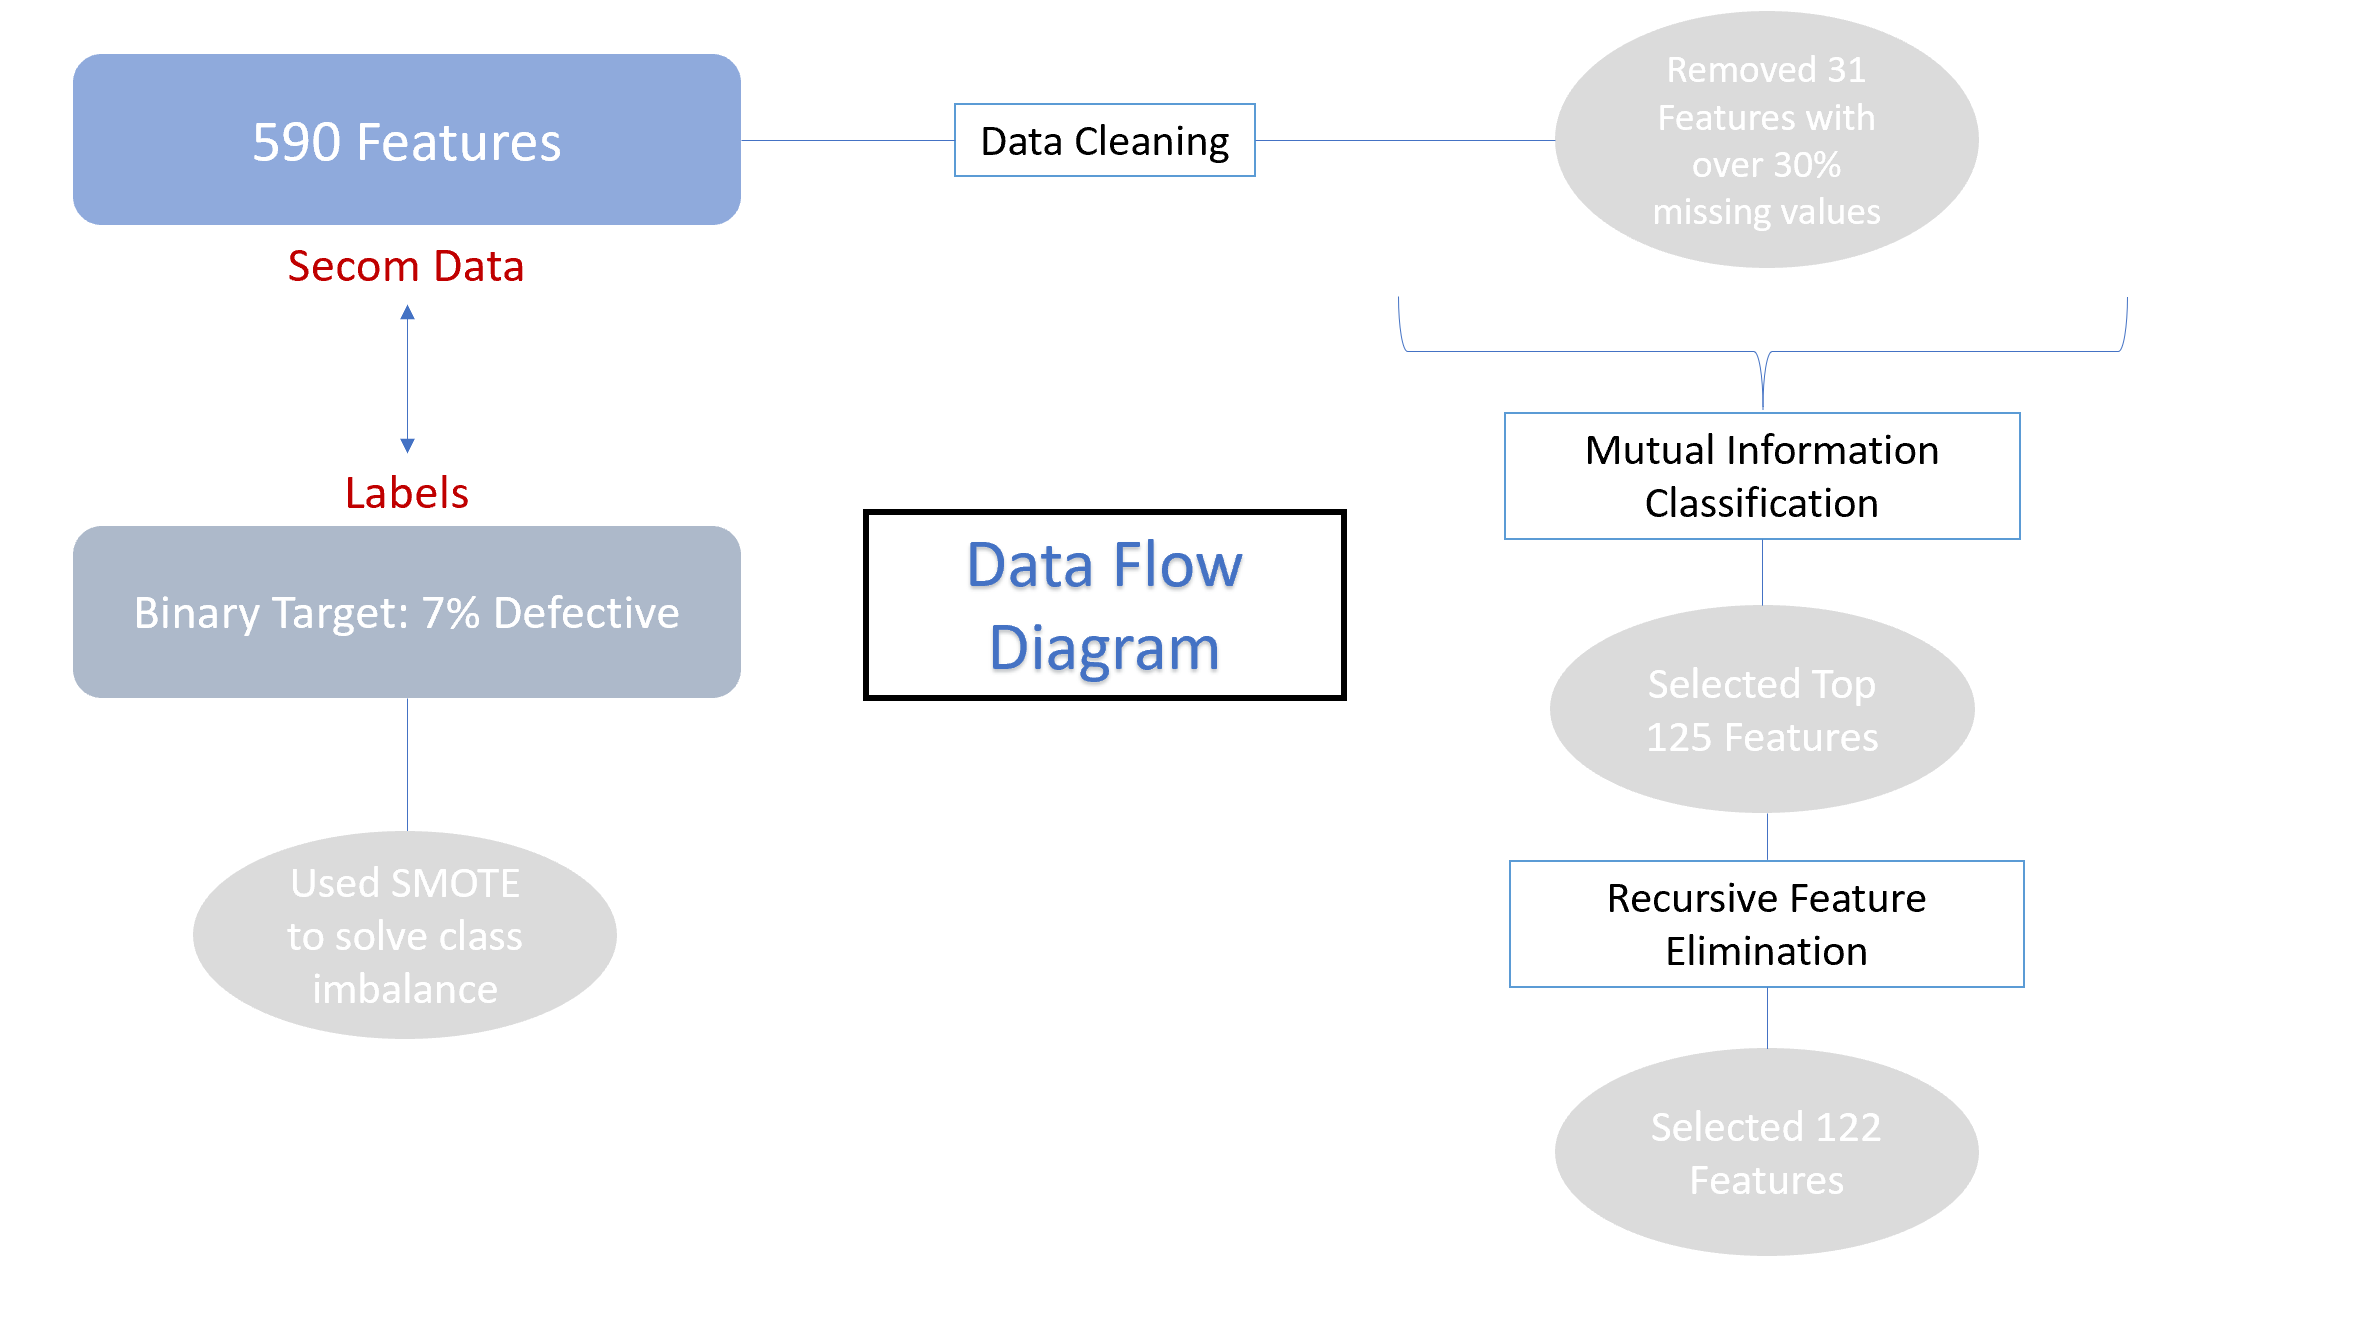 590 Features
Secom Data
Labels
Binary Target: 7% Defective
Used SMOTE
to solve class
imbalance
Data Cleaning
Data Flow
Diagram
Removed 31
Features with
over 30%
missing values
Mutual Information
Classification
Selected Top
125 Features
Recursive Feature
Elimination
Selected 122
Features